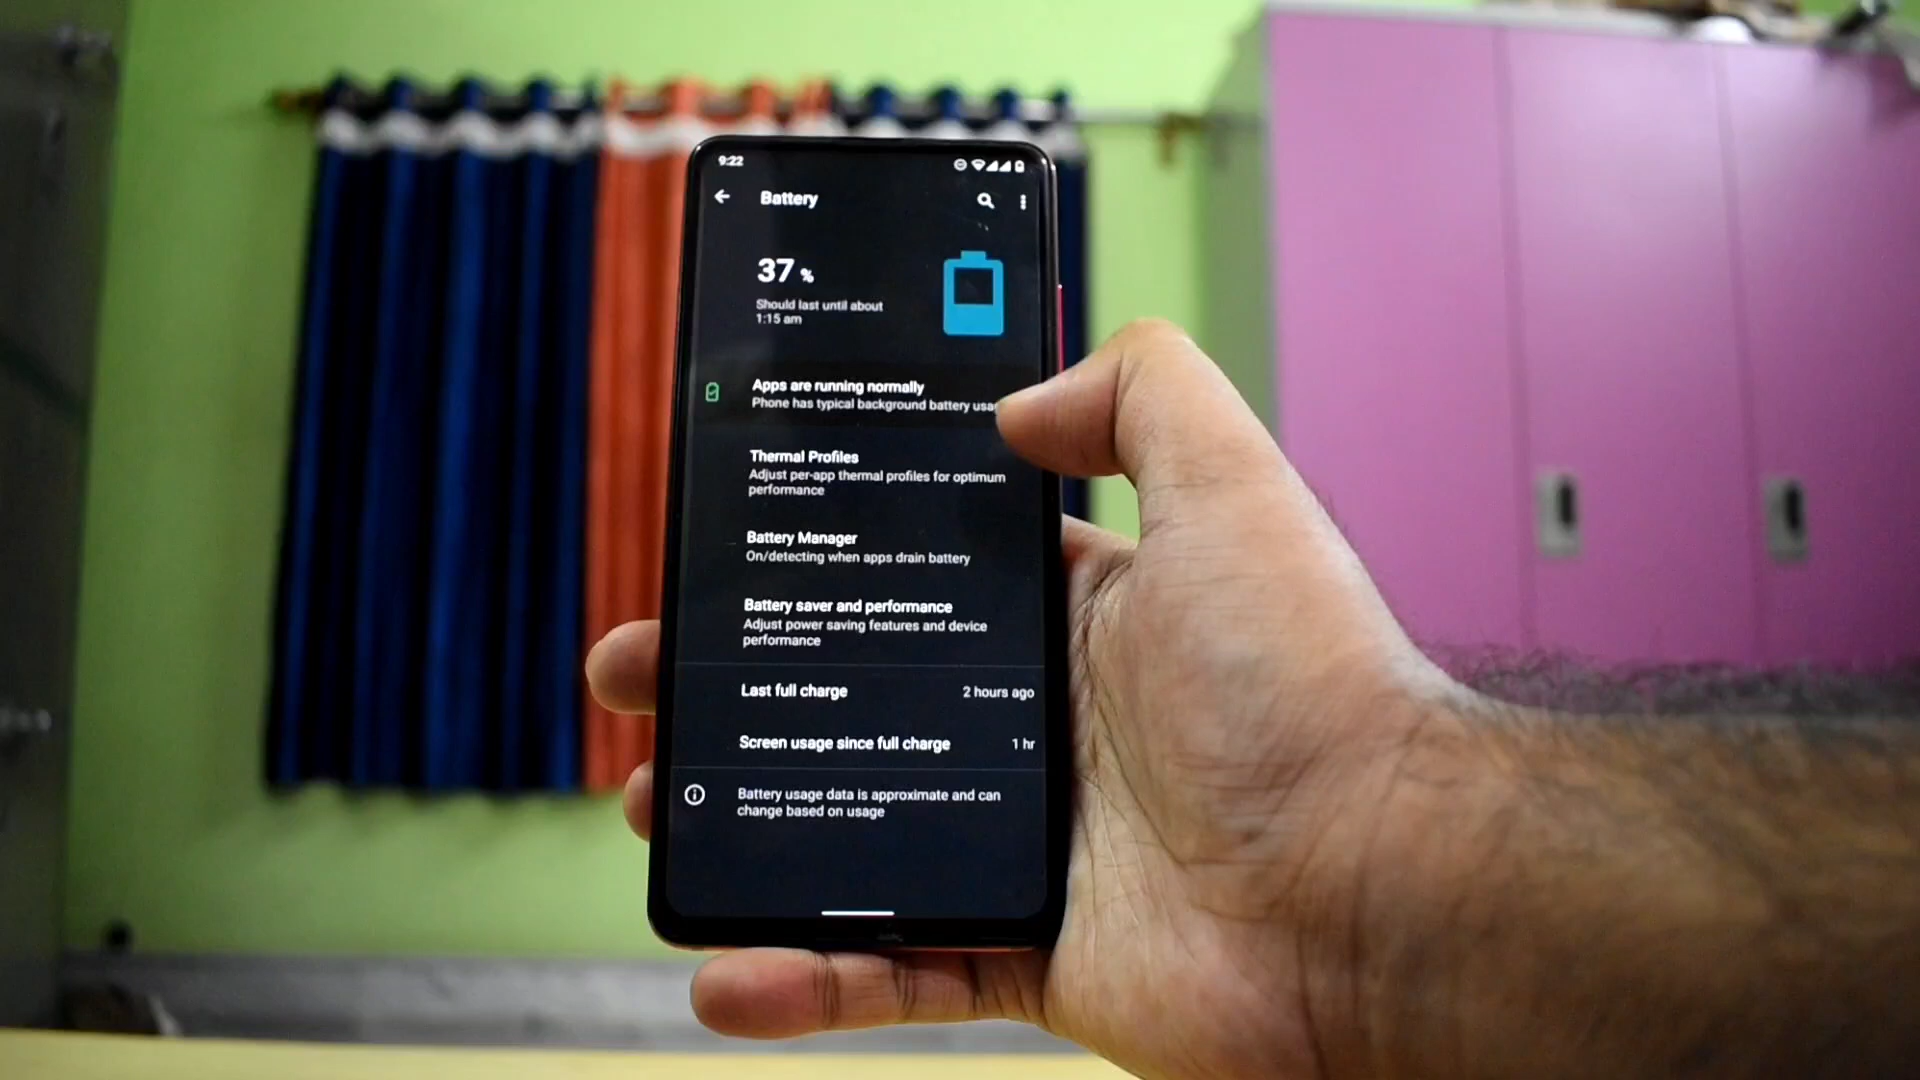 9:22
Battery
37 %
Should last until about
1:15 am
Apps are running normally
Phone has typical background battery
Thermal Profiles
Adjust per-app thermal profiles for optimum
performance
Battery Manager
On/detecting when apps drain battery
Battery saver and performance
Adjust power saving features and device
performance
Last full charge 2 hours ago
Screen usage since full charge 1 hr
Battery usage data is approximate and can
change based on usage